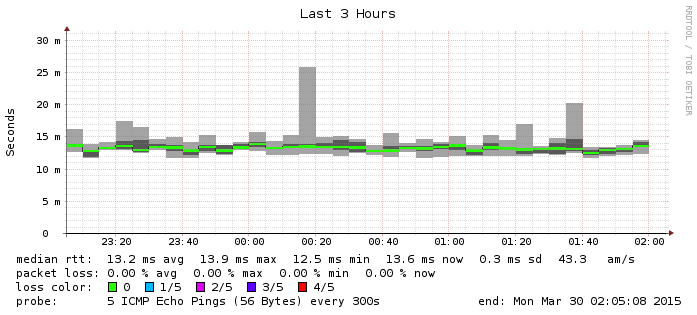 Last 3 Hours
RRDTOOL / TOBI OETIKER
Seconds
30 m
25 m
20 m
15 m
10 m
5 m
0
23:20 23:40 00:00 00:20 00:40 01:00 01:20 01:40 02:00
median rtt: 13.2 ms avg 13.9 ms max 12.5 ms min 13.6 ms now 0.3 ms sd 43.3 am/s
packet loss: 0.00 % avg 0.00 % max 0.00 % min 0.00 % now
loss color: 0 1/5 2/5 3/5 4/5
probe: 5 ICMP Echo Pings (56 Bytes) every 300s end: Mon Mar 30 02:05:08 2015